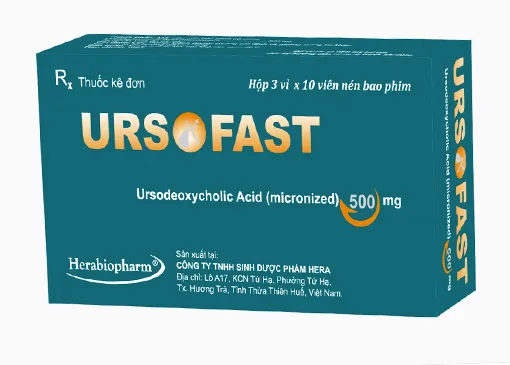 Rx Thuốc kê đơn
Hộp 3 vỉ x 10 viên nén bao phim
URSOFAST
Ursodeoxycholic Acid (micronized) 500 mg
Herabiopharm®
Sản xuất tại:
CÔNG TY TNHH SINH DƯỢC PHẨM HERA
Địa chỉ: Lô A17, KCN Tứ Hạ, Phường Tứ Hạ,
Tx. Hương Trà, Tỉnh Thừa Thiên Huế, Việt Nam.
URSOFAST
Ursodeoxycholic Acid (micronized) 500 mg